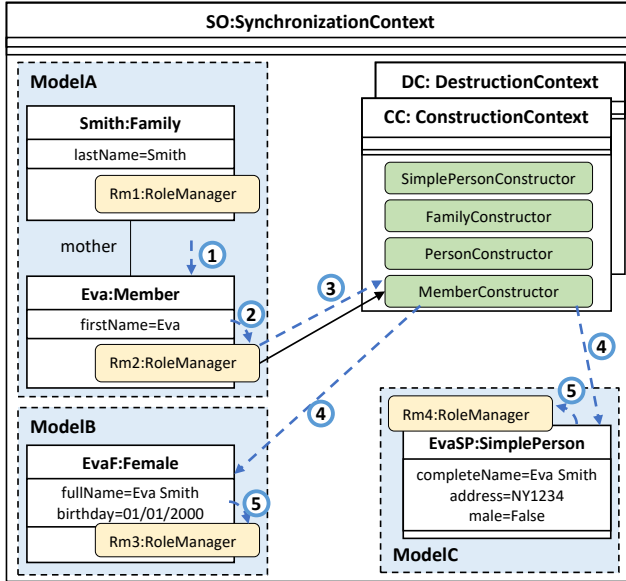 SO:SynchronizationContext
ModelA
Smith:Family
lastName=Smith
Rm1:RoleManager
mother
1
Eva:Member
firstName=Eva
2
Rm2:RoleManager
3
DC: DestructionContext
CC: ConstructionContext
SimplePersonConstructor
FamilyConstructor
PersonConstructor
MemberConstructor
4
4
ModelB
EvaF:Female
fullName=Eva Smith
birthday=01/01/2000
5
Rm3:RoleManager
Rm4:RoleManager
5
EvaSP:SimplePerson
completeName=Eva Smith
address=NY1234
male=False
ModelC